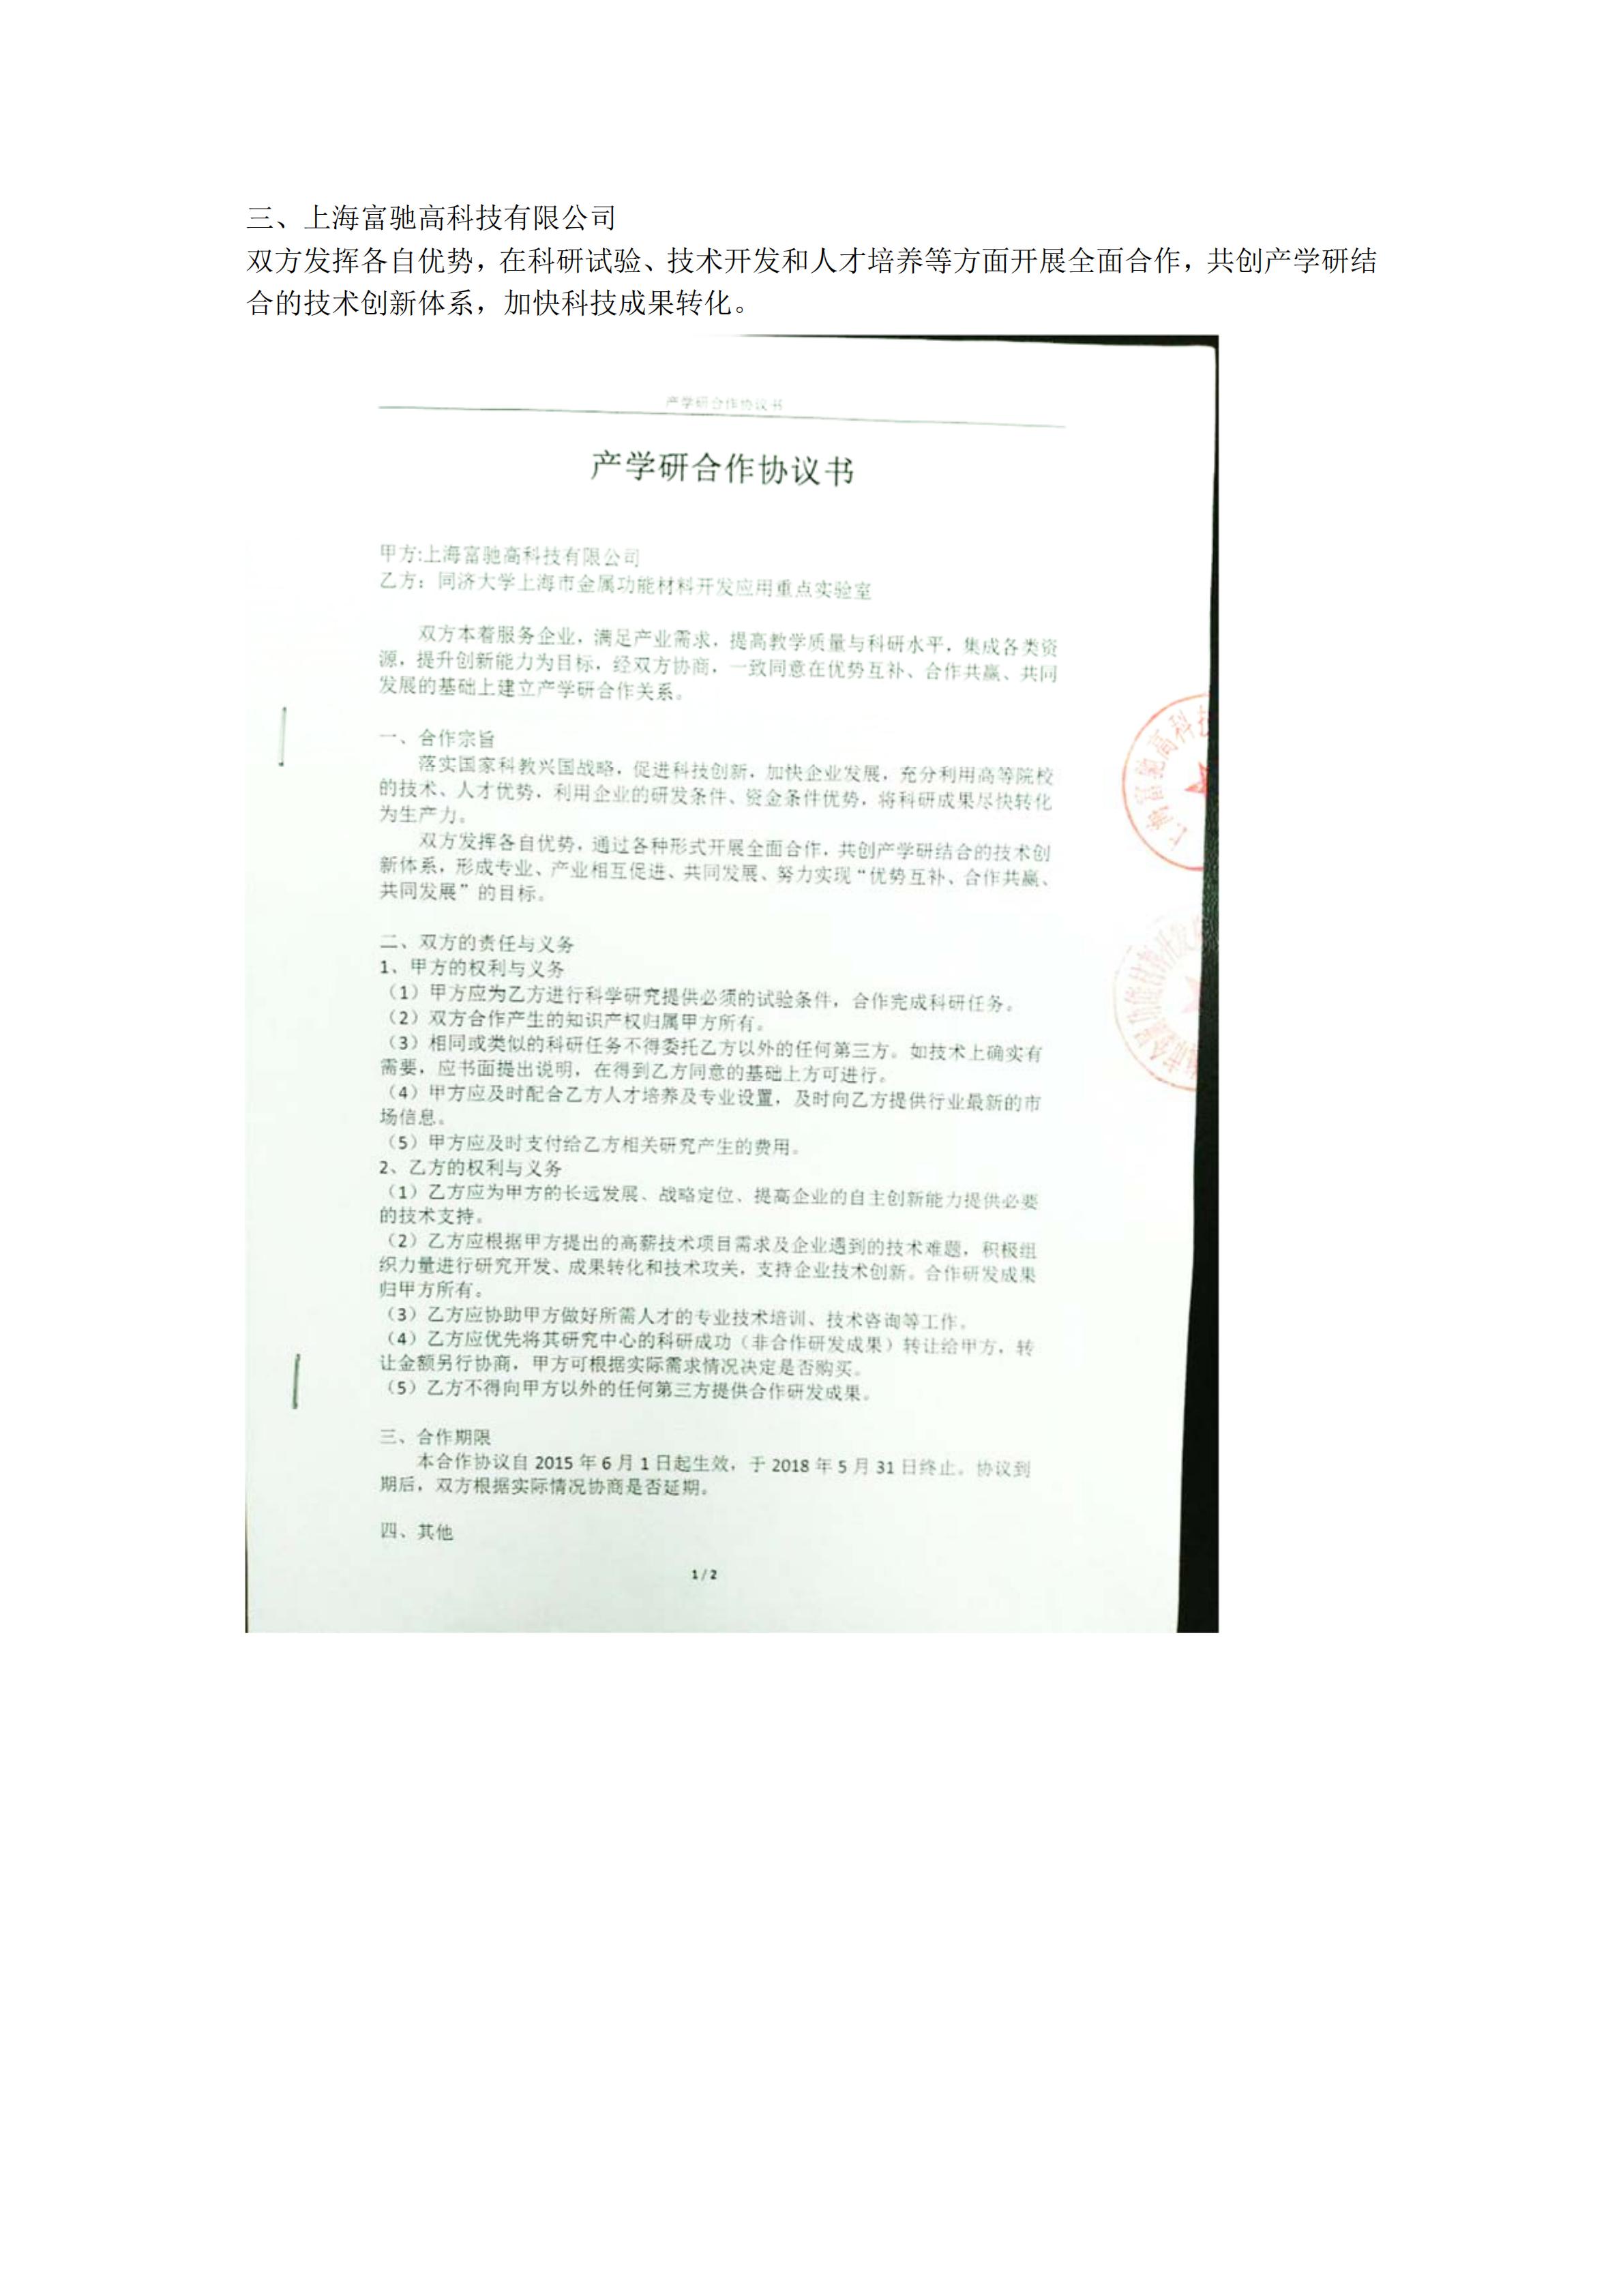 三、上海富驰高科技有限公司
双方发挥各自优势，在科研试验、技术开发和人才培养等方面开展全面合作，共创产学研结
合的技术创新体系，加快科技成果转化。
产学研合作协议书
产学研合作协议书
甲方:上海富驰高科技有限公司
乙方：同济大学上海市金属功能材料开发应用重点实验室
双方本着服务企业，满足产业需求，提高教学质量与科研水平，集成各类资
源，提升创新能力为目标，经双方协商，一致同意在优势互补、合作共赢、共同
发展的基础上建立产学研合作关系。
一、合作宗旨
落实国家科教兴国战略，促进科技创新，加快企业发展，充分利用高等院校
的技术、人才优势，利用企业的研发条件、资金条件优势，将科研成果尽快转化
为生产力。
双方发挥各自优势，通过各种形式开展全面合作，共创产学研结合的技术创
新体系，形成专业、产业相互促进、共同发展、努力实现“优势互补、合作共赢、
共同发展”的目标。
二、双方的责任与义务
1、甲方的权利与义务
（1）甲方应为乙方进行科学研究提供必须的试验条件，合作完成科研任务。
（2）双方合作产生的知识产权归属甲方所有。
（3）相同或类似的科研任务不得委托乙方以外的任何第三方。如技术上确实有
需要，应书面提出说明，在得到乙方同意的基础上方可进行。
（4）甲方应及时配合乙方人才培养及专业设置，及时向乙方提供行业最新的市
场信息。
（5）甲方应及时支付给乙方相关研究产生的费用。
2、乙方的权利与义务
（1）乙方应为甲方的长远发展、战略定位、提高企业的自主创新能力提供必要
的技术支持。
（2）乙方应根据甲方提出的高薪技术项目需求及企业遇到的技术难题，积极组
织力量进行研究开发、成果转化和技术攻关，支持企业技术创新。合作研发成果
归甲方所有。
（3）乙方应协助甲方做好所需人才的专业技术培训、技术咨询等工作。
（4）乙方应优先将其研究中心的科研成功（非合作研发成果）转让给甲方，转
让金额另行协商，甲方可根据实际需求情况决定是否购买。
（5）乙方不得向甲方以外的任何第三方提供合作研发成果。
三、合作期限
本合作协议自 2015 年 6 月 1 日起生效，于 2018 年 5 月 31 日终止。协议到
期后，双方根据实际情况协商是否延期。
四、其他
1 / 2
上海富驰高科技